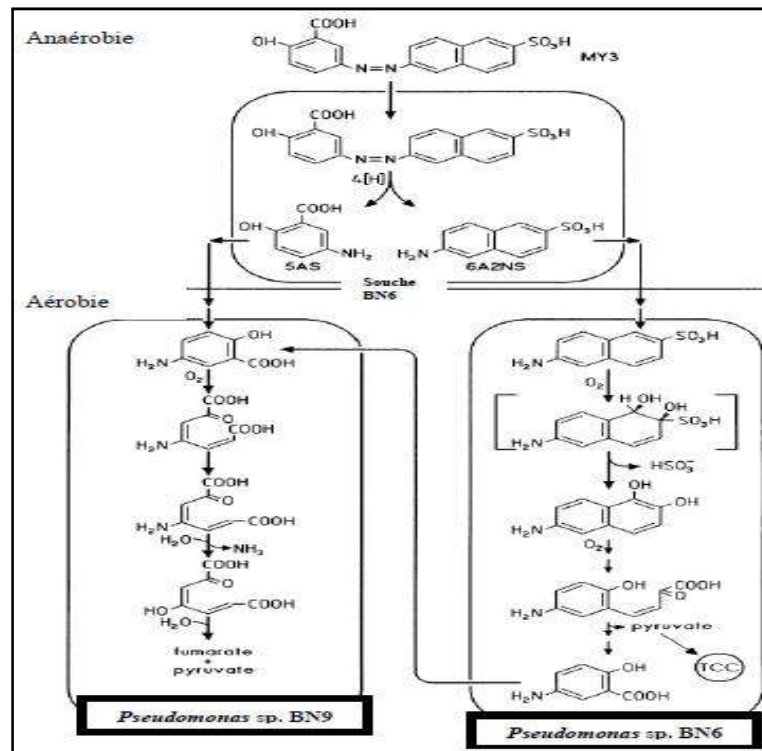 Anaérobie
COOH
OH
N=N
SO₃H
MY3
COOH
OH
N=N
SO₃H
4[H]
COOH
OH
NH₂
5AS
H₂N
SO₃H
6A2NS
Souche
BN6
Aérobie
OH
H₂N
COOH
O₂
COOH
O
COOH
H₂N
COOH
O
H₂N
COOH
H₂O
NH₃
COOH
O
HO
COOH
H₂O
fumarate
+
pyruvate
Pseudomonas sp. BN9
SO₃H
H₂N
O₂
H OH
OH
SO₃H
H₂N
HSO₃⁻
OH
OH
H₂N
O₂
OH
COOH
O
H₂N
pyruvate
TCC
OH
H₂N
COOH
Pseudomonas sp. BN6